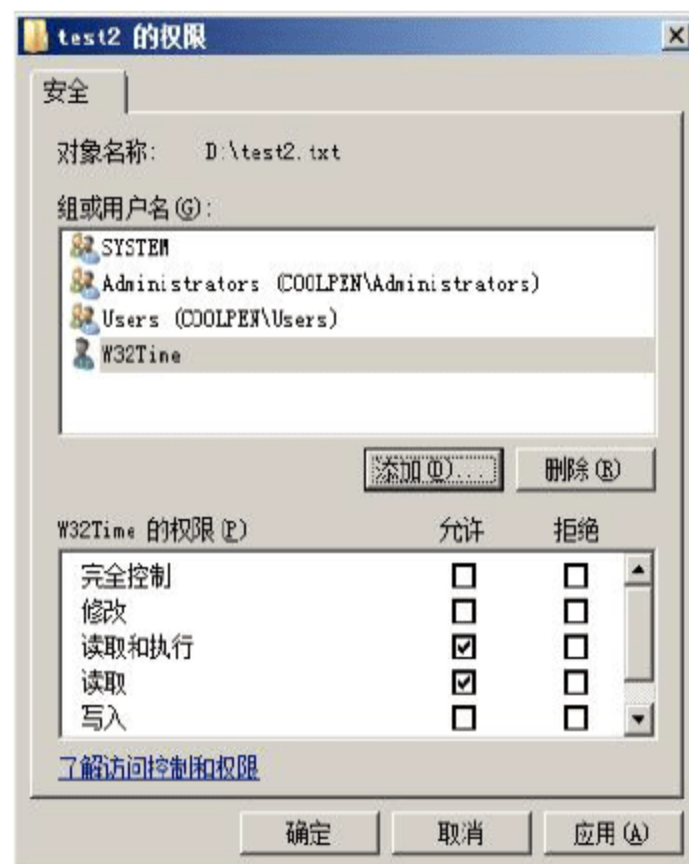 test2 的权限
安全
对象名称: D:\test2.txt
组或用户名(G):
SYSTEM
Administrators (COOLPEN\Administrators)
Users (COOLPEN\Users)
W32Time
添加(D)...
删除(R)
W32Time 的权限(P) 允许 拒绝
完全控制
修改
读取和执行
读取
写入
了解访问控制和权限
确定 取消 应用(A)